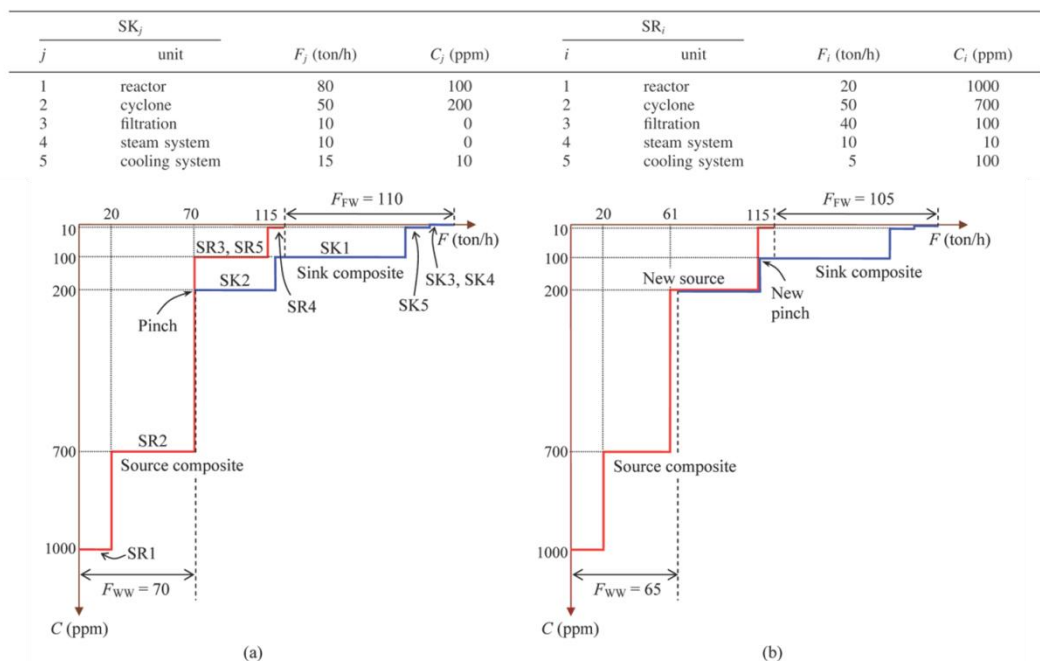 SKj SRi
j unit Fj (ton/h) Cj (ppm) i unit Fi (ton/h) Ci (ppm)
1 reactor 80 100 1 reactor 20 1000
2 cyclone 50 200 2 cyclone 50 700
3 filtration 10 0 3 filtration 40 100
4 steam system 10 0 4 steam system 10 10
5 cooling system 15 10 5 cooling system 5 100
20 70 115 FFW = 110
10 F (ton/h)
SR3, SR5 SK1
100 Sink composite
SK2 SK3, SK4
200 SR4 SK5
Pinch
SR2
700 Source composite
1000 SR1
FWW = 70
C (ppm)
(a)
20 61 115 FFW = 105
10 F (ton/h)
100
New source Sink composite
200 New
pinch
700 Source composite
1000
FWW = 65
C (ppm)
(b)